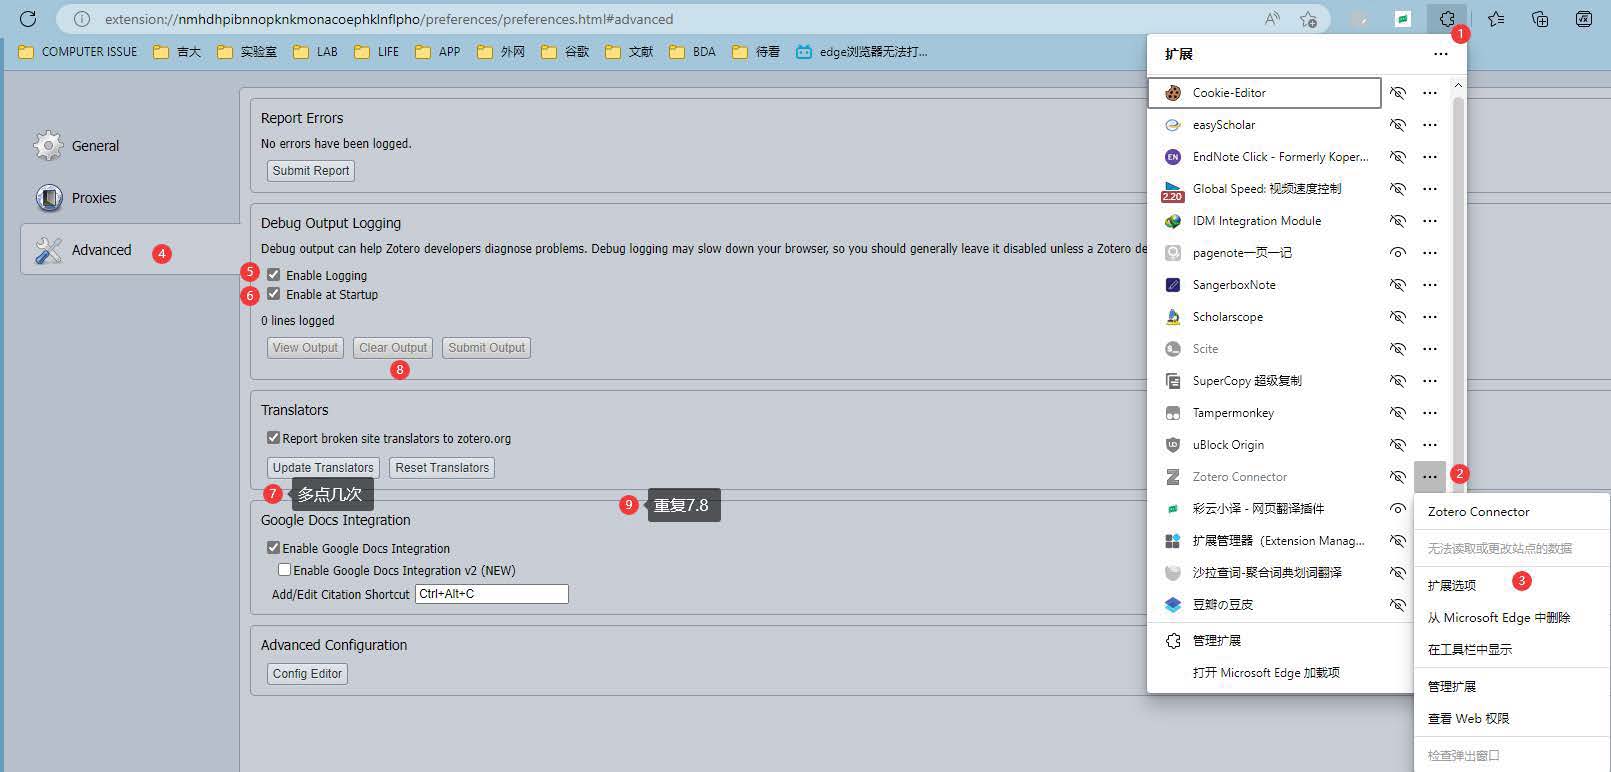 extension://nmhdhpibnnopknkmonacoephklnflpho/preferences/preferences.html#advanced
1
COMPUTER ISSUE
吉大
实验室
LAB
LIFE
APP
外网
谷歌
文献
BDA
待看
edge浏览器无法打...
General
Proxies
Advanced
4
Report Errors
No errors have been logged.
Submit Report
Debug Output Logging
Debug output can help Zotero developers diagnose problems. Debug logging may slow down your browser, so you should generally leave it disabled unless a Zotero de
5
Enable Logging
6
Enable at Startup
0 lines logged
View Output
Clear Output
Submit Output
8
Translators
Report broken site translators to zotero.org
Update Translators
Reset Translators
7
多点几次
9
重复7.8
Google Docs Integration
Enable Google Docs Integration
Enable Google Docs Integration v2 (NEW)
Add/Edit Citation Shortcut
Ctrl+Alt+C
Advanced Configuration
Config Editor
扩展
Cookie-Editor
easyScholar
EN
EndNote Click - Formerly Koper...
2.20
Global Speed: 视频速度控制
IDM Integration Module
pagenote一页一记
SangerboxNote
Scholarscope
Scite
SuperCopy 超级复制
Tampermonkey
uBlock Origin
Zotero Connector
2
彩云小译 - 网页翻译插件
扩展管理器（Extension Manag...
沙拉查词-聚合词典划词翻译
豆瓣の豆皮
管理扩展
打开 Microsoft Edge 加载项
Zotero Connector
无法读取或更改站点的数据
扩展选项
3
从 Microsoft Edge 中删除
在工具栏中显示
管理扩展
查看 Web 权限
检查弹出窗口